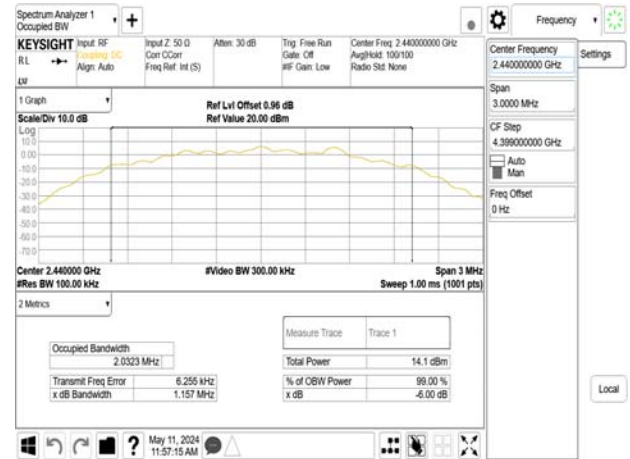 Spectrum Analyzer 1
Occupied BW
Frequency
KEYSIGHT
Input: RF
Coupling: DC
Align: Auto
Input Z: 50 Ω
Corr CCorr
Freq Ref: Int (S)
Atten: 30 dB
Trig: Free Run
Gate: Off
#IF Gain: Low
Center Freq: 2.440000000 GHz
Avg|Hold: 100/100
Radio Std: None
RL
LXI
Center Frequency
2.440000000 GHz
Settings
Span
3.0000 MHz
CF Step
4.399000000 GHz
Auto
Man
Freq Offset
0 Hz
Local
1 Graph
Scale/Div 10.0 dB
Ref Lvl Offset 0.96 dB
Ref Value 20.00 dBm
Log
10.0
0.00
-10.0
-20.0
-30.0
-40.0
-50.0
-60.0
-70.0
Center 2.440000 GHz
#Res BW 100.00 kHz
#Video BW 300.00 kHz
Span 3 MHz
Sweep 1.00 ms (1001 pts)
2 Metrics
Measure Trace Trace 1
Occupied Bandwidth
2.0323 MHz
Total Power 14.1 dBm
Transmit Freq Error 6.255 kHz
% of OBW Power 99.00 %
x dB Bandwidth 1.157 MHz
x dB -6.00 dB
May 11, 2024
11:57:15 AM